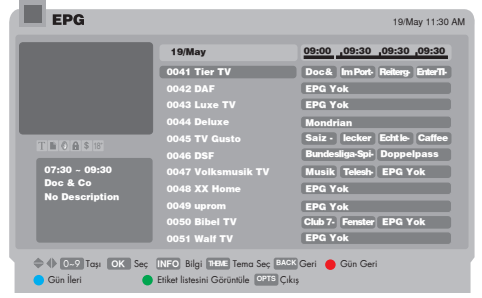 EPG 19/May 11:30 AM
19/May 09:00 09:30 09:30 09:30
0041 Tier TV Doc& Im Port- Reiterg- EnterTl-
0042 DAF EPG Yok
0043 Luxe TV EPG Yok
0044 Deluxe Mondrian
0045 TV Gusto Saiz - lecker Echt le- Caffee
0046 DSF Bundesliga-Spi- Doppelpass
0047 Volksmusik TV Musik Telesh- EPG Yok
0048 XX Home EPG Yok
0049 uprom EPG Yok
0050 Bibel TV Club 7- Fenster EPG Yok
0051 Walf TV EPG Yok
T $ 18
07:30 ~ 09:30
Doc & Co
No Description
0~9 Taşı OK Seç INFO Bilgi THEME Tema Seç BACK Geri Gün Geri
Gün İleri Etiket listesini Görüntüle OPTS Çıkış